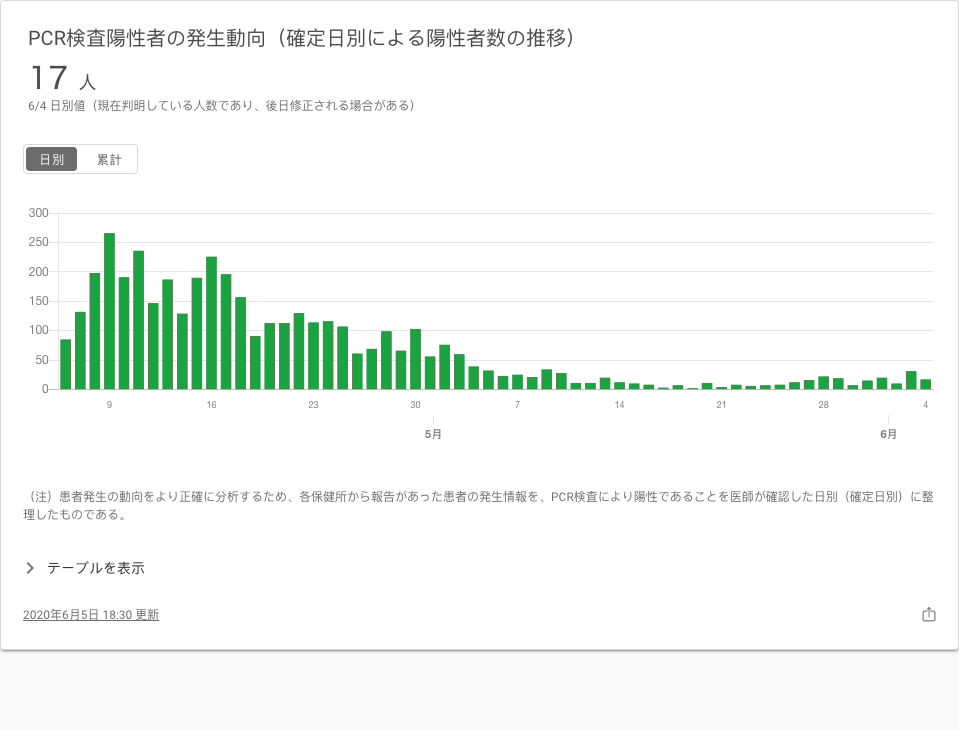 PCR検査陽性者の発生動向（確定日別による陽性者数の推移）
17 人
6/4 日別値（現在判明している人数であり、後日修正される場合がある）
日別 累計
300
250
200
150
100
50
0
9 16 23 30 7 14 21 28 4
5月 6月
（注）患者発生の動向をより正確に分析するため、各保健所から報告があった患者の発生情報を、PCR検査により陽性であることを医師が確認した日別（確定日別）に整
理したものである。
テーブルを表示
2020年6月5日 18:30 更新